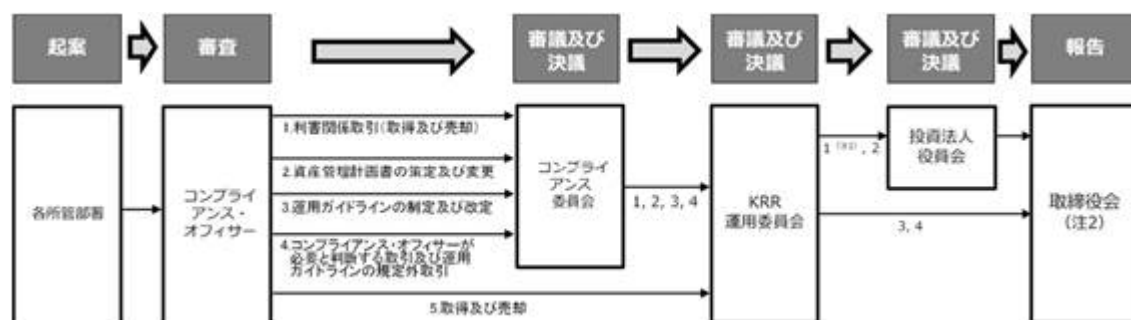 起案
審査
審議及び
決議
審議及び
決議
審議及び
決議
報告
各所管部署
コンプライ
アンス・
オフィサー
1.利害関係取引(取得及び売却)
2.資産管理計画書の策定及び変更
3.運用ガイドラインの制定及び改定
4.コンプライアンス・オフィサーが
必要と判断する取引及び運用
ガイドラインの規定外取引
5.取得及び売却
コンプライ
アンス
委員会
1, 2, 3, 4
KRR
運用委員会
1 , 2
3, 4
投資法人
役員会
取締役会
(注2)